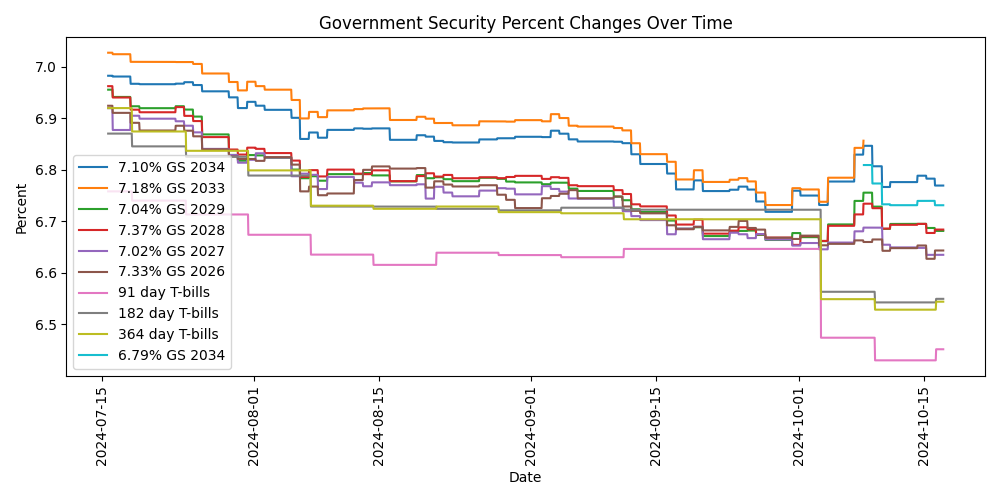 Government Security Percent Changes Over Time
Percent
7.0
6.9
6.8
6.7
6.6
6.5
7.10% GS 2034
7.18% GS 2033
7.04% GS 2029
7.37% GS 2028
7.02% GS 2027
7.33% GS 2026
91 day T-bills
182 day T-bills
364 day T-bills
6.79% GS 2034
2024-07-15
2024-08-01
2024-08-15
2024-09-01
2024-09-15
2024-10-01
2024-10-15
Date